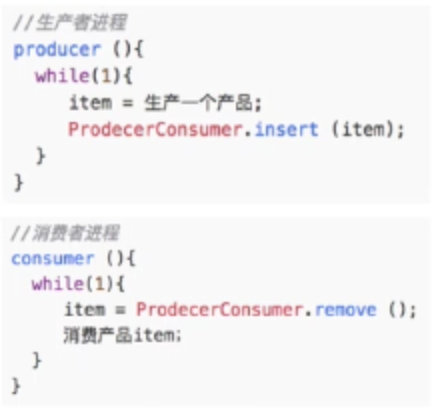 //生产者进程
producer (){
while(1){
item = 生产一个产品;
ProdecerConsumer.insert (item);
}
}
//消费者进程
consumer (){
while(1){
item = ProdecerConsumer.remove ();
消费产品item;
}
}